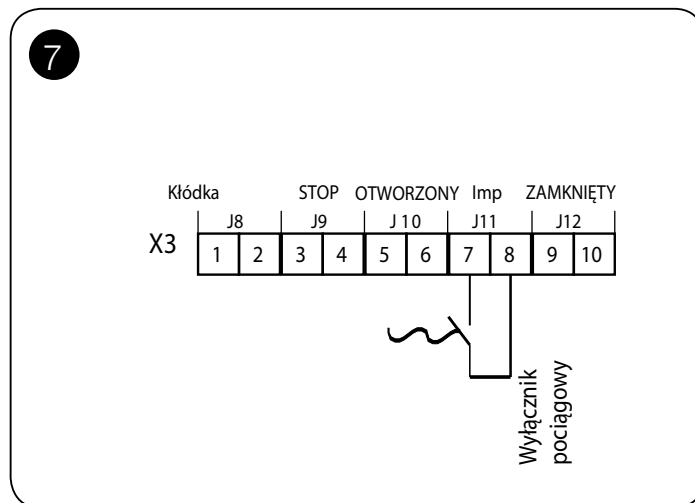 7
Kłódka STOP OTWORZONY Imp ZAMKNIĘTY
J8 J9 J 10 J11 J12
X3 1 2 3 4 5 6 7 8 9 10
Wyłącznik
pociągowy